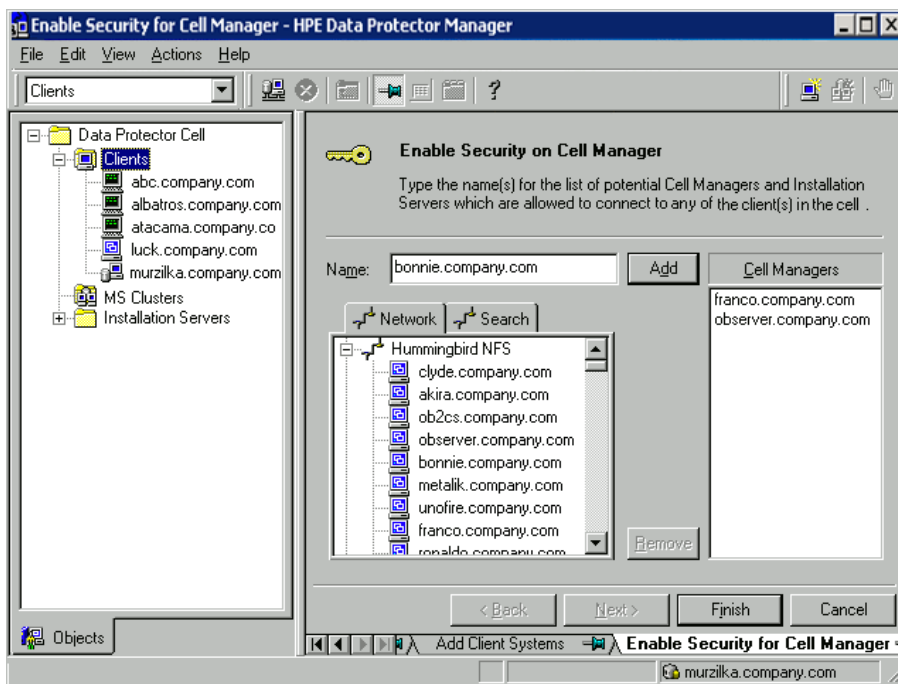 Enable Security for Cell Manager - HPE Data Protector Manager
File Edit View Actions Help
Clients
Data Protector Cell
Clients
abc.company.com
albatros.company.com
atacama.company.co
luck.company.com
murzilka.company.com
MS Clusters
Installation Servers
Objects
Enable Security on Cell Manager
Type the name(s) for the list of potential Cell Managers and Installation
Servers which are allowed to connect to any of the client(s) in the cell .
Name: bonnie.company.com Add
Cell Managers
franco.company.com
observer.company.com
Network Search
Hummingbird NFS
clyde.company.com
akira.company.com
ob2cs.company.com
observer.company.com
bonnie.company.com
metalik.company.com
unofire.company.com
franco.company.com
ronaldo.company.com
Remove
< Back Next > Finish Cancel
Add Client Systems Enable Security for Cell Manager
murzilka.company.com